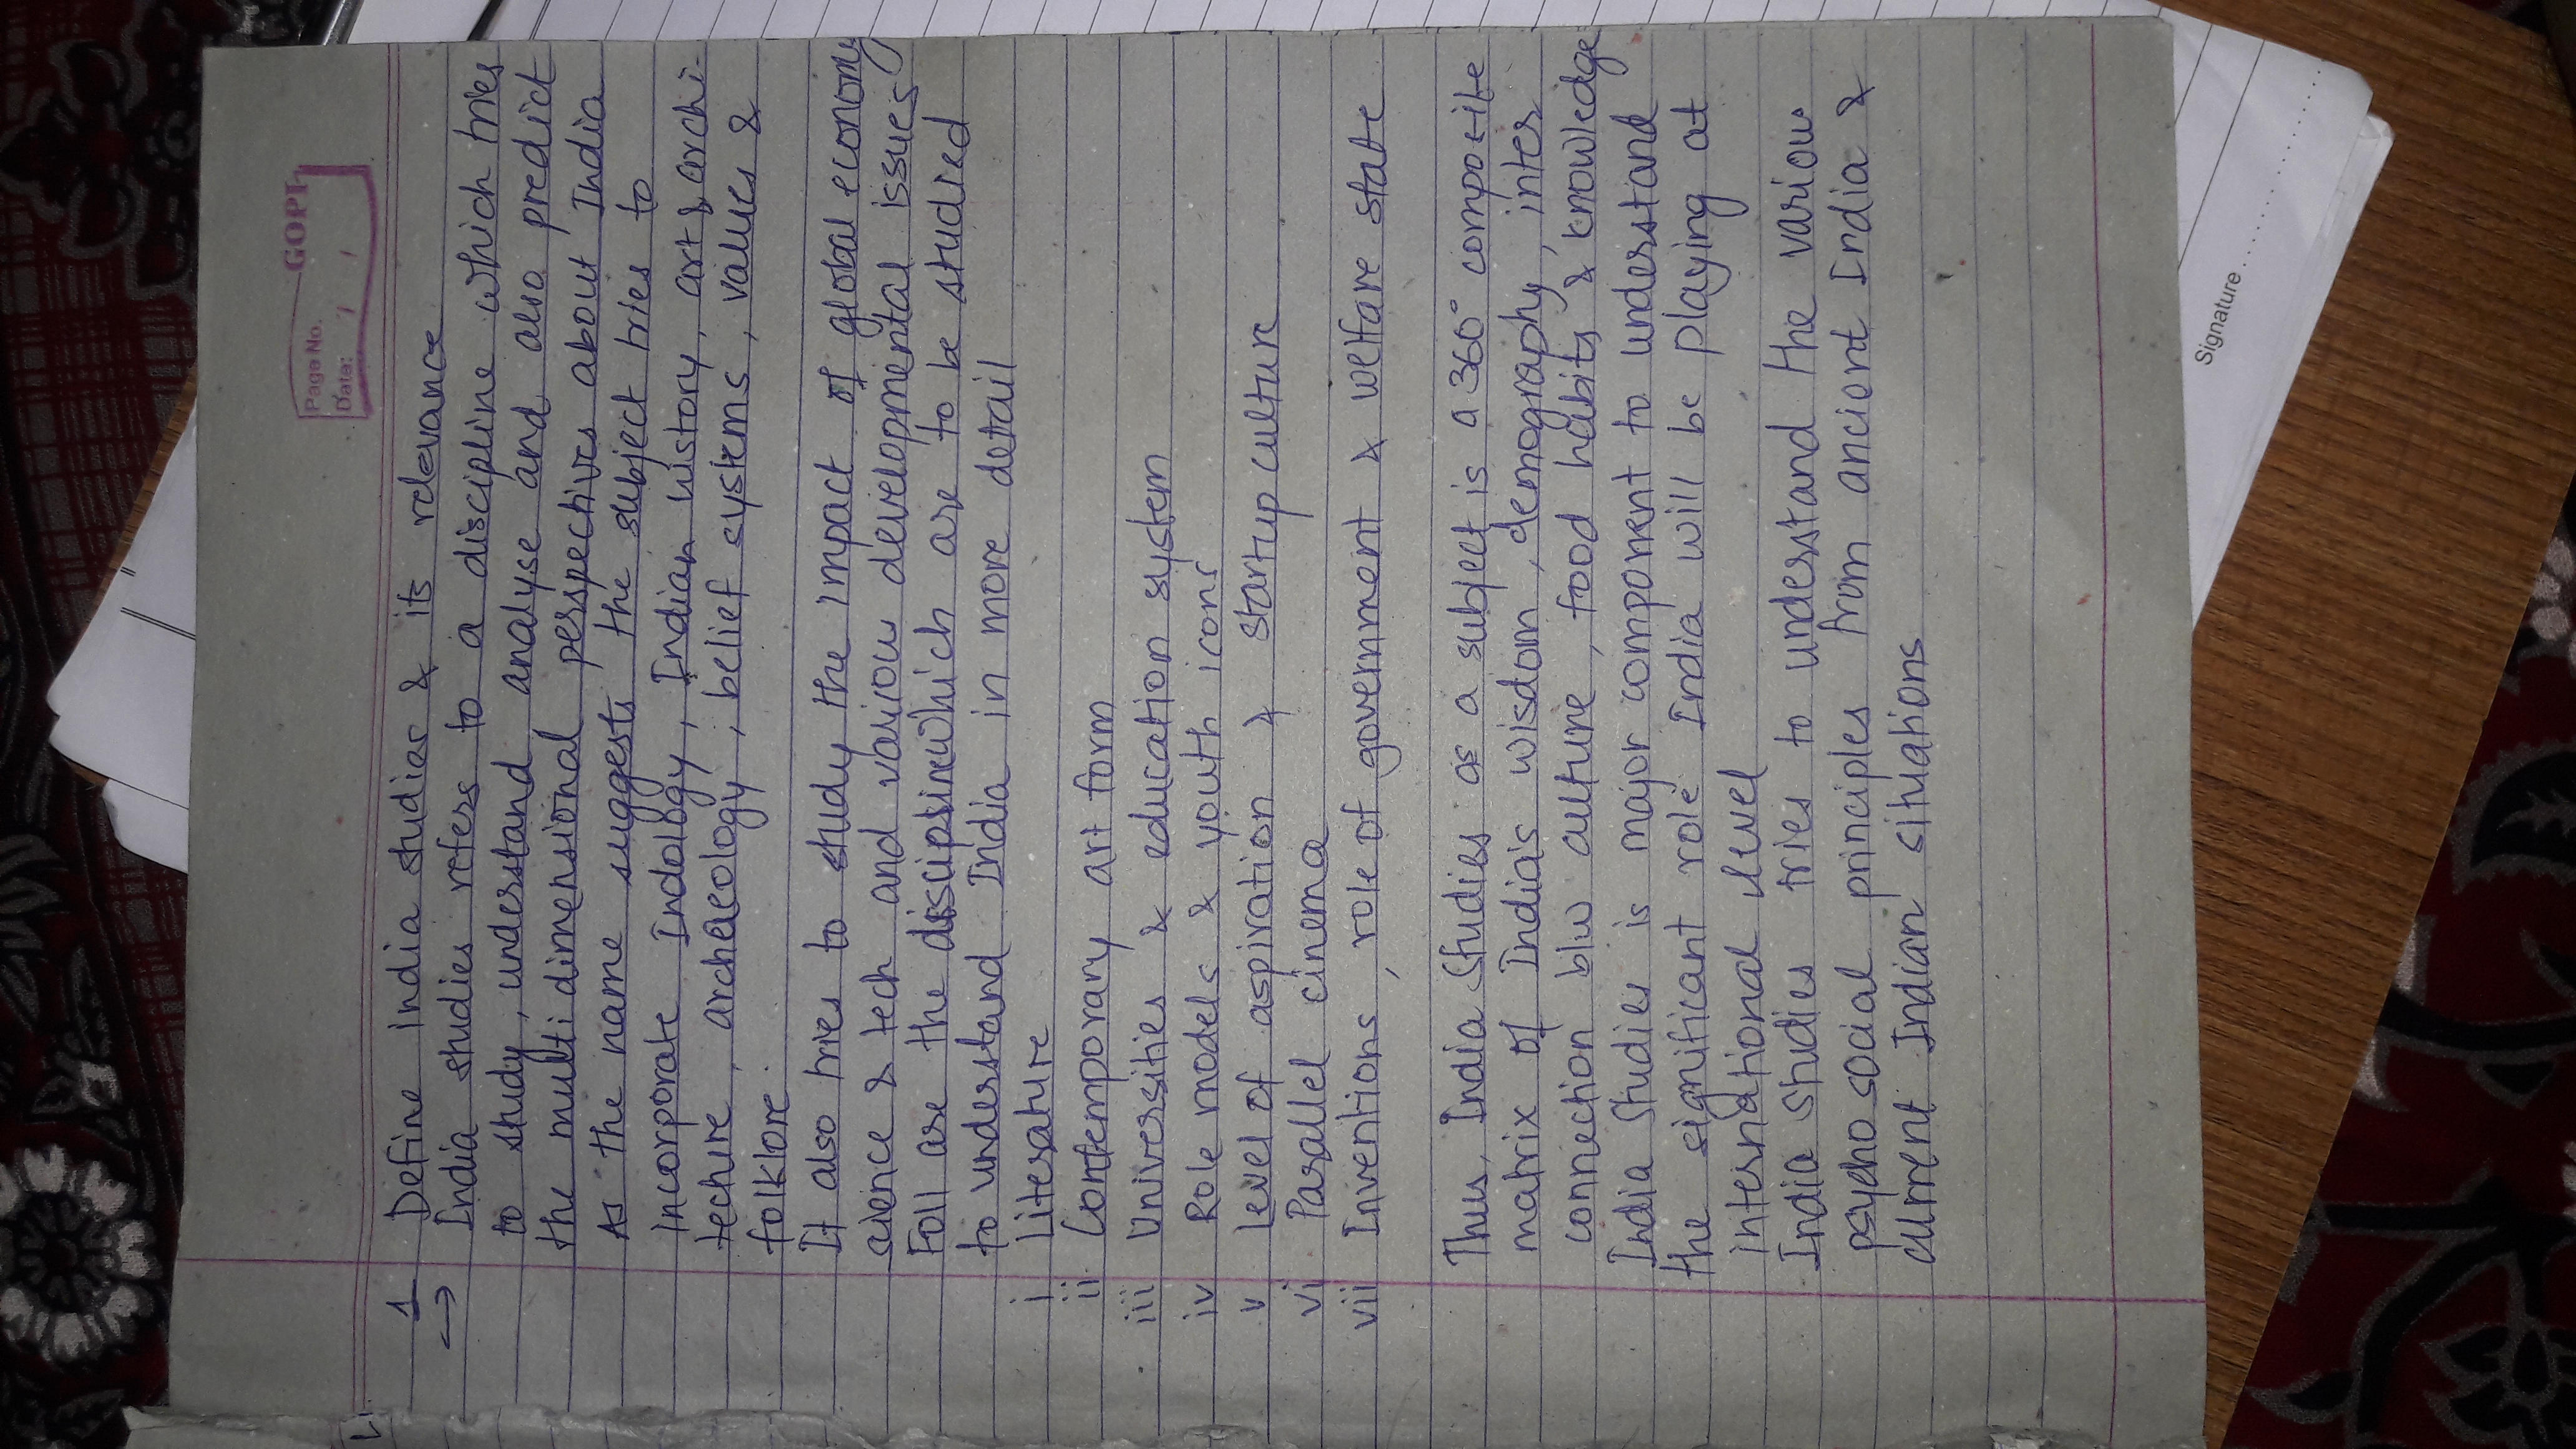 GOPI
Page No.
Date: / /
1 Define India studies & its relevance
→ India studies refers to a discipline which tries
to study, understand, analyse and also predict
the multidimensional perspectives about India
As the name suggests the subject tries to
incorporate Indology, Indian history, art & archi-
tecture, archaeology, belief systems, values &
folklore.
It also tries to study the impact of global economy
science & tech and various developmental issues
Foll are the discipline which are to be studied
to understand India in more detail
i Literature
ii Contemporary art form
iii Universities & education system
iv Role models & youth icons
v Level of aspiration & startup culture
vi Parallel cinema
vii Inventions, role of government & welfare state
Thus, India Studies as a subject is a 360° composite
matrix of India's wisdom, demography, inter
connection b/w culture, food habits & knowledge
India Studies is major component to understand
the significant role India will be playing at
international level
India Studies tries to understand the various
psycho social principles from ancient India &
current Indian situations
Signature